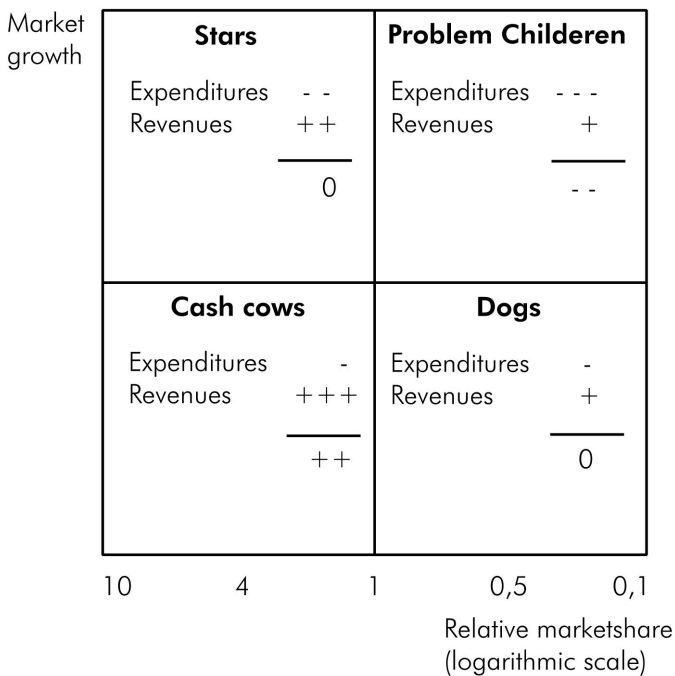 Market
growth
Stars
Expenditures - -
Revenues ++
0
Problem Childeren
Expenditures - - -
Revenues +
- -
Cash cows
Expenditures -
Revenues +++
++
Dogs
Expenditures -
Revenues +
0
10 4 1 0,5 0,1
Relative marketshare
(logarithmic scale)